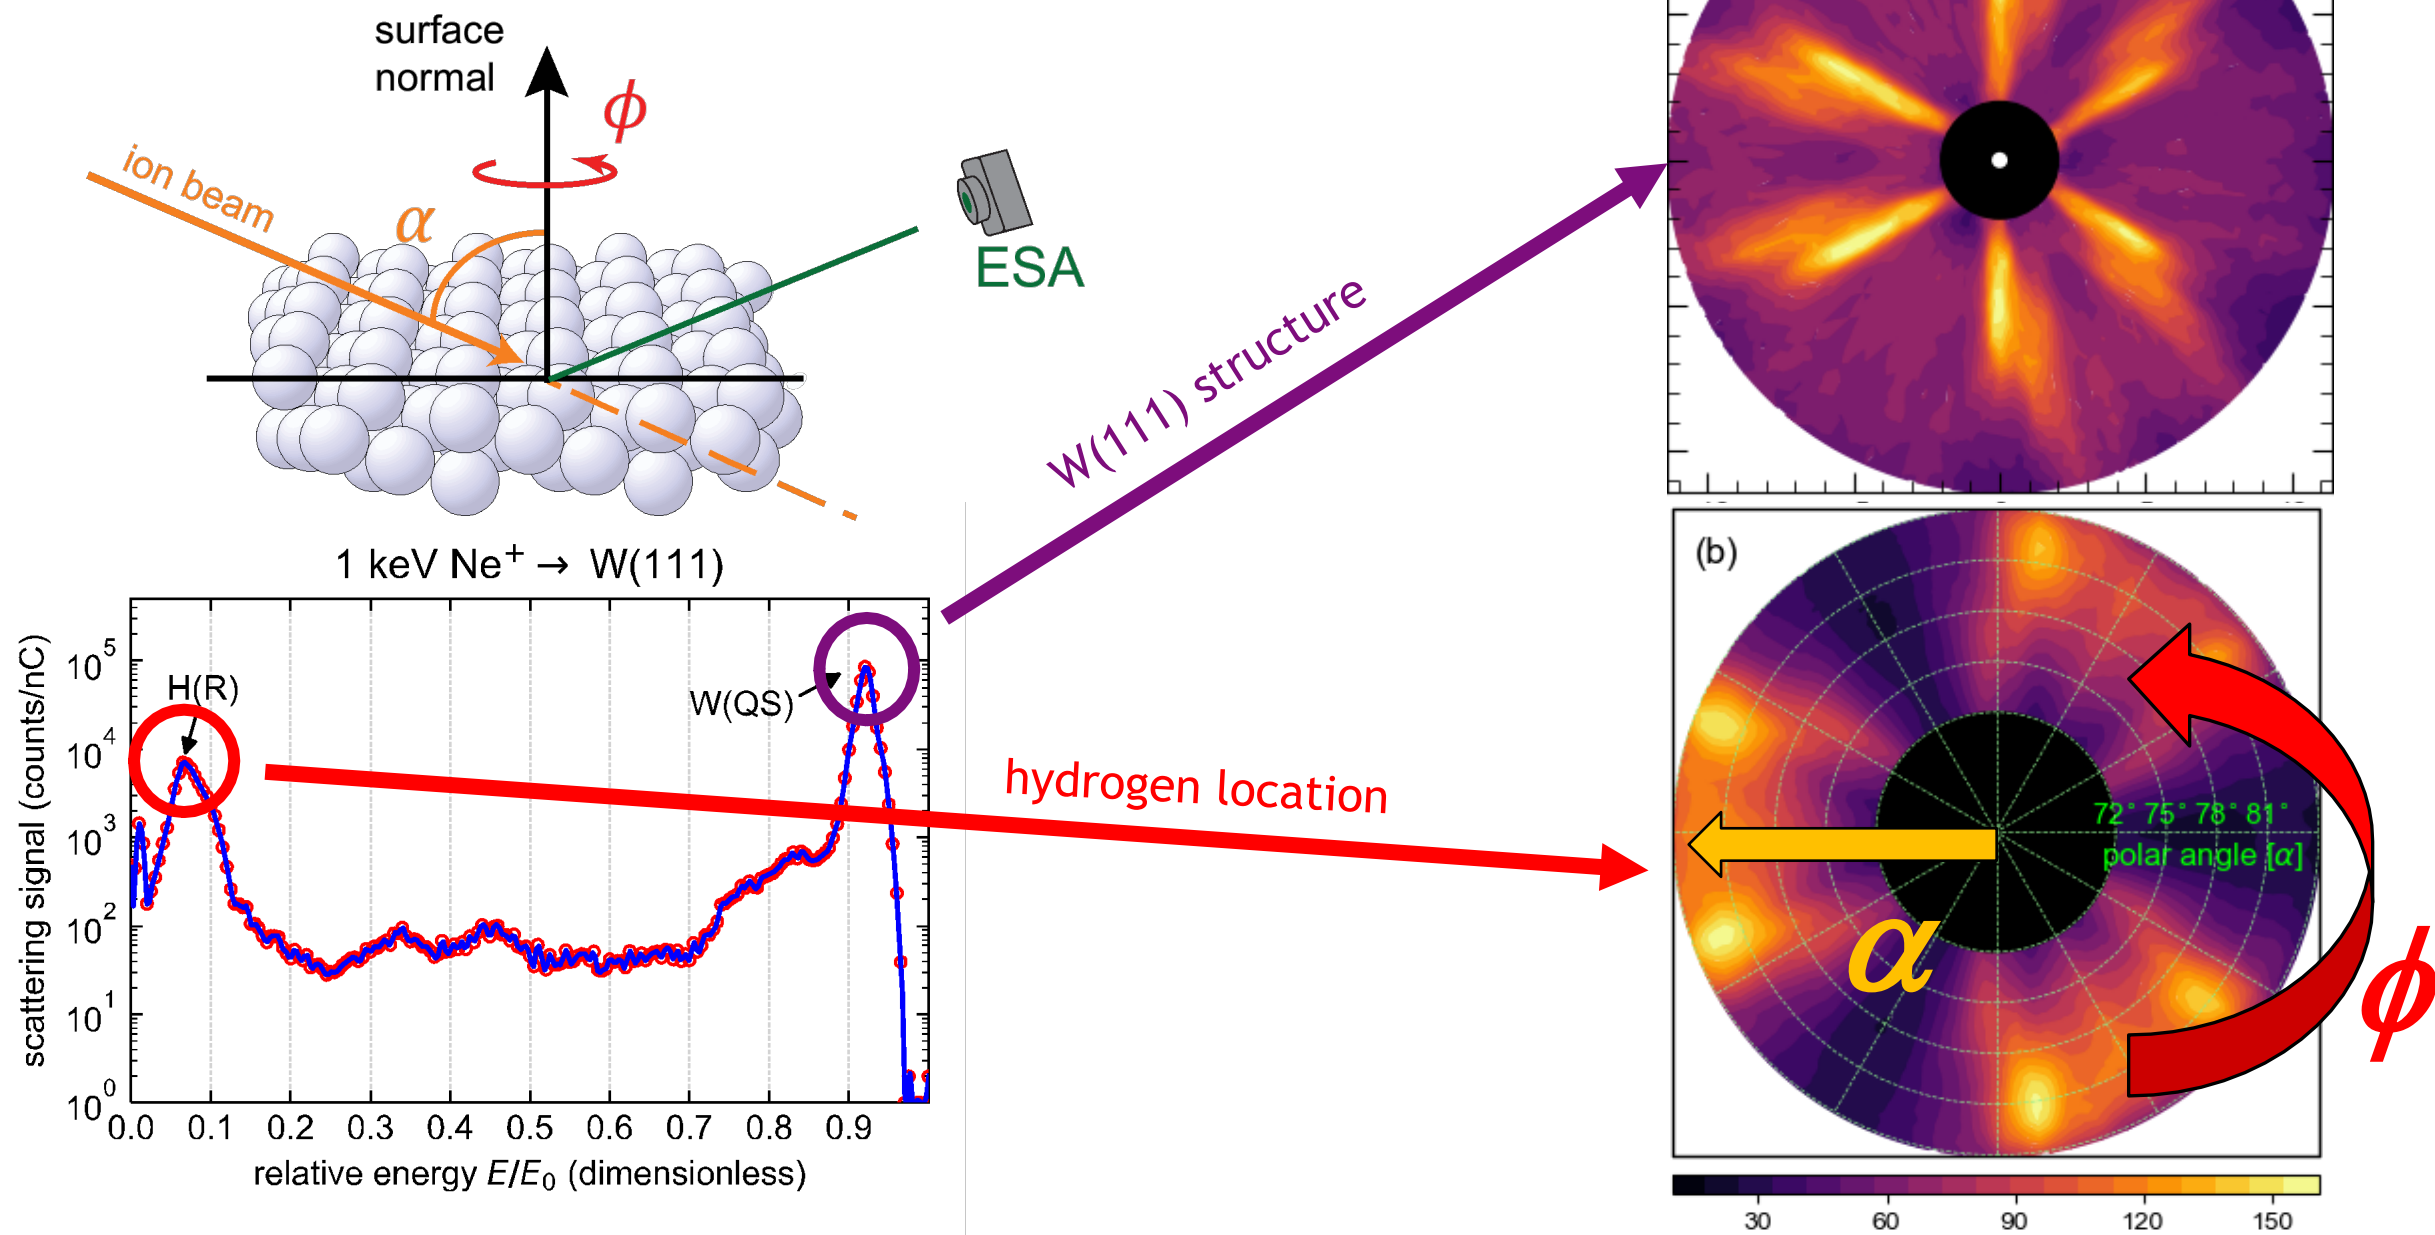 surface
normal
ϕ
ion beam
α
ESA
W(111) structure
1 keV Ne⁺ → W(111)
scattering signal (counts/nC)
10⁵
10⁴
10³
10²
10¹
10⁰
H(R)
W(QS)
0.0 0.1 0.2 0.3 0.4 0.5 0.6 0.7 0.8 0.9
relative energy E/E₀ (dimensionless)
hydrogen location
(b)
72° 75° 78° 81°
polar angle [α]
α
ϕ
30 60 90 120 150